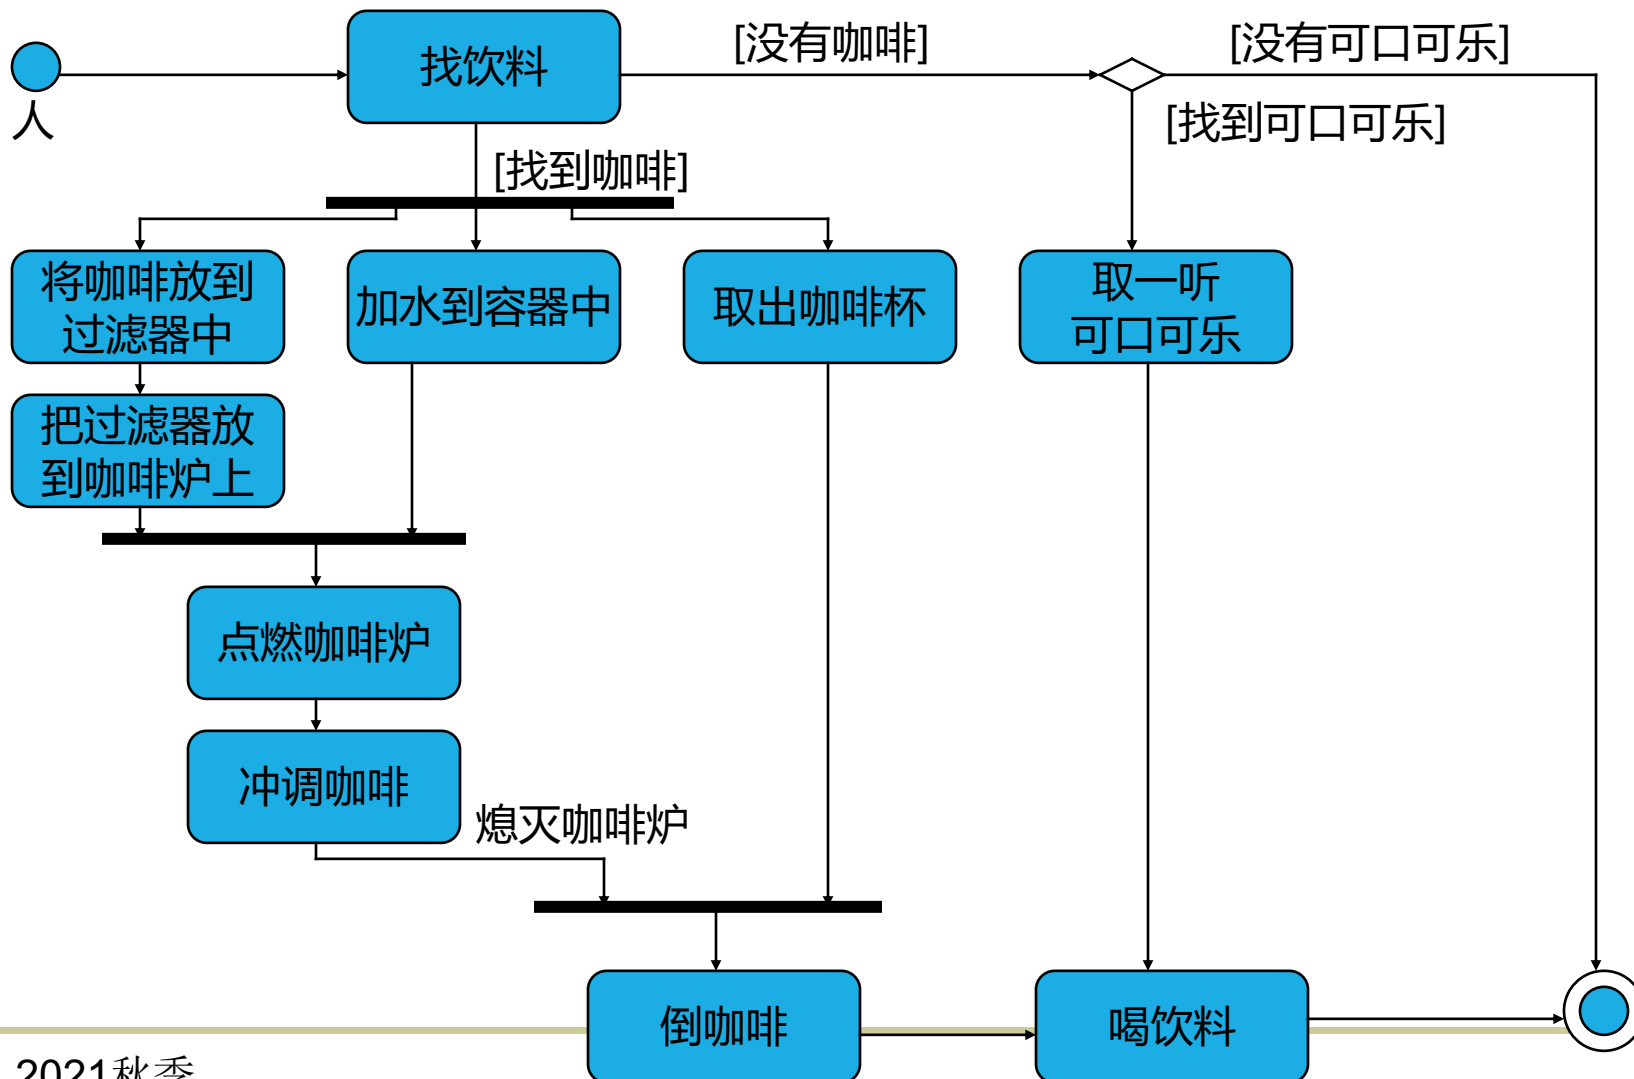 找饮料
[没有咖啡]
[没有可口可乐]
人
[找到可口可乐]
[找到咖啡]
将咖啡放到
过滤器中
加水到容器中
取出咖啡杯
取一听
可口可乐
把过滤器放
到咖啡炉上
点燃咖啡炉
冲调咖啡
熄灭咖啡炉
倒咖啡
喝饮料
2021秋季